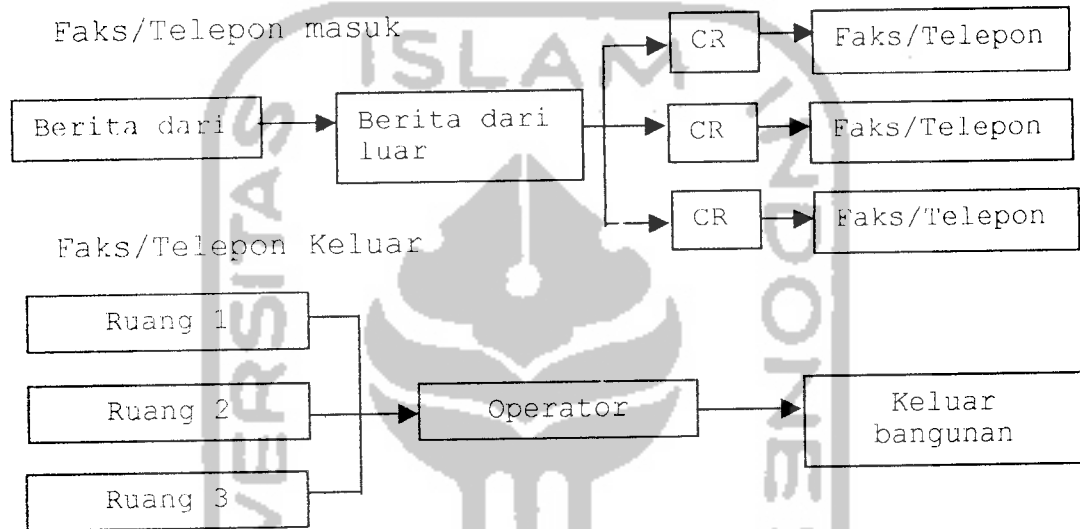 Faks/Telepon masuk
Berita dari
Berita dari
luar
CR
Faks/Telepon
CR
Faks/Telepon
CR
Faks/Telepon
Faks/Telepon Keluar
Ruang 1
Ruang 2
Ruang 3
Operator
Keluar
bangunan
ISLAM